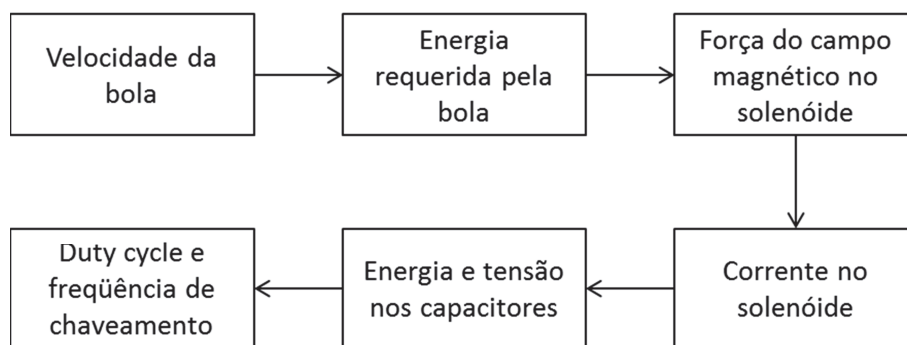 Velocidade da
bola
Energia
requerida pela
bola
Força do campo
magnético no
solenóide
Corrente no
solenóide
Energia e tensão
nos capacitores
Duty cycle e
freqüência de
chaveamento